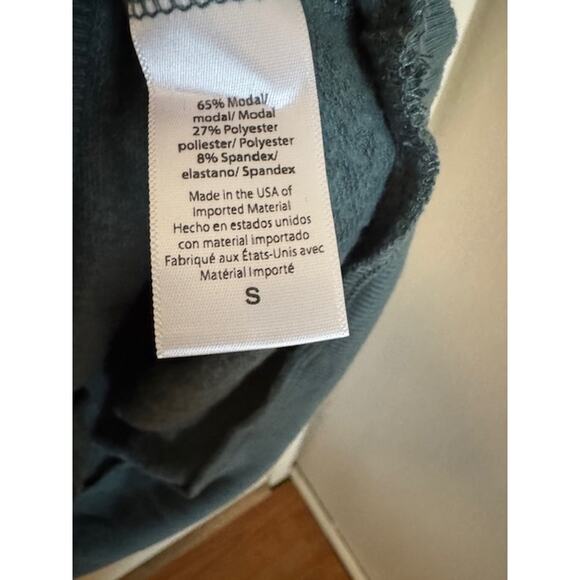 65% Modal/
modal/ Modal
27% Polyester
poliester/ Polyester
8% Spandex/
elastano/ Spandex
Made in the USA of
Imported Material
Hecho en estados unidos
con material importado
Fabriqué aux États-Unis avec
Matérial Importé
S